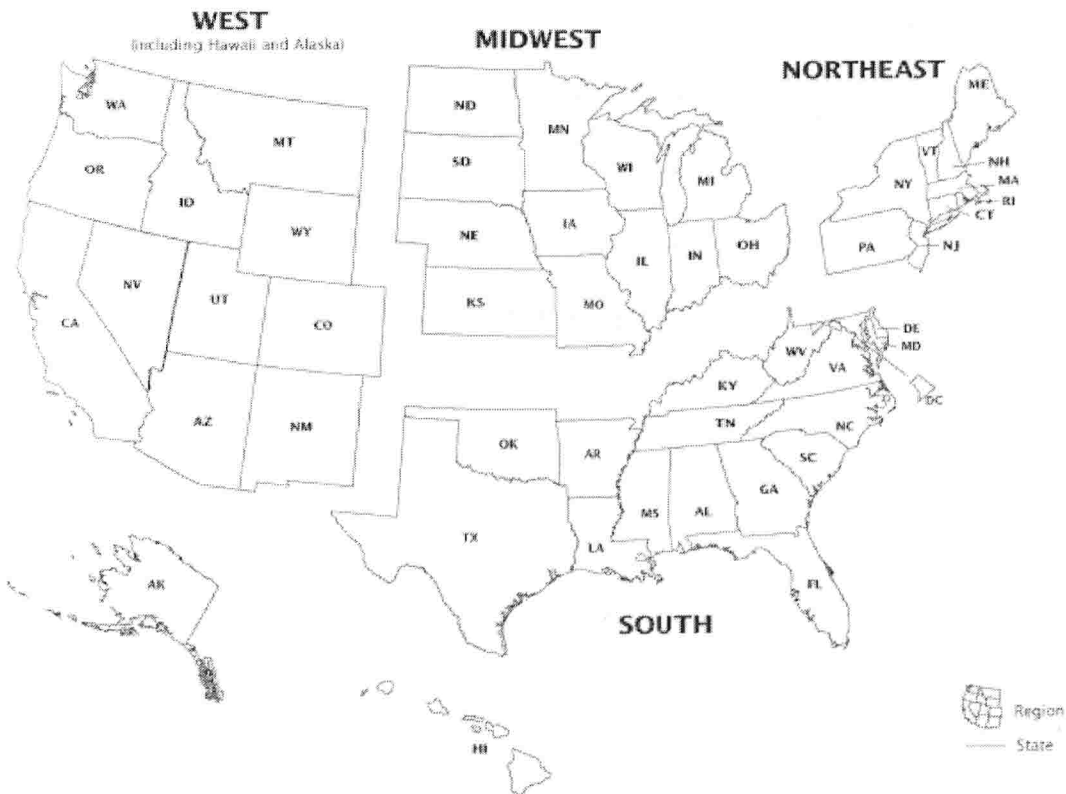 WEST
(including Hawaii and Alaska)
MIDWEST
NORTHEAST
WA
MT
OR
ID
WY
NV
UT
CO
CA
AZ
NM
ND
MN
SD
WI
MI
NE
IA
IL
IN
OH
KS
MO
ME
VT
NH
NY
MA
RI
CT
PA
NJ
DE
MD
WV
VA
DC
KY
TN
NC
OK
AR
SC
MS
AL
GA
TX
LA
FL
SOUTH
AK
HI
Region
State